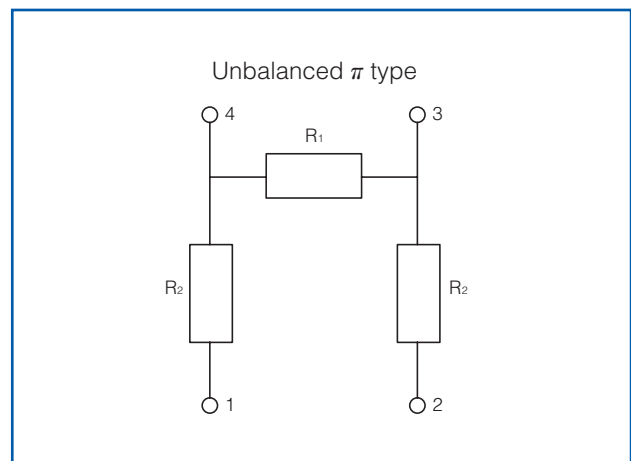 Unbalanced π type
4
3
R₁
R₂
R₂
1
2